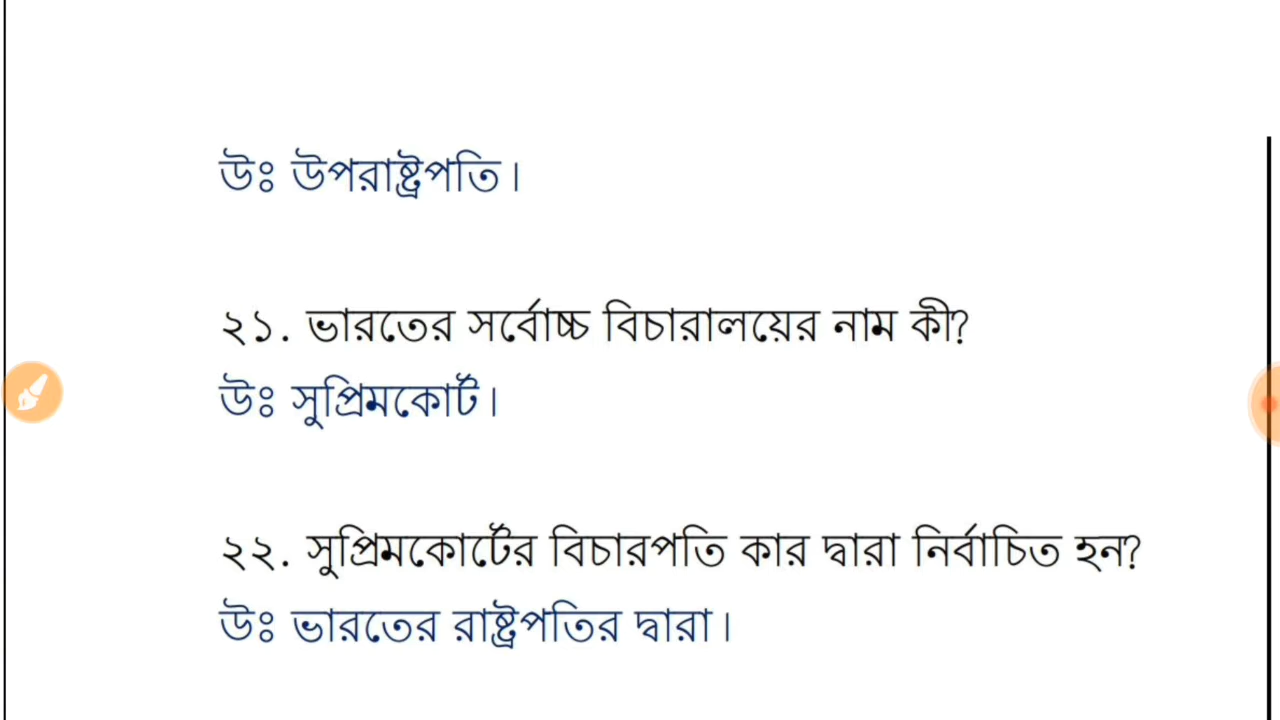 উঃ উপরাষ্ট্রপতি।
২১. ভারতের সর্বোচ্চ বিচারালয়ের নাম কী?
উঃ সুপ্রিমকোর্ট।
২২. সুপ্রিমকোর্টের বিচারপতি কার দ্বারা নির্বাচিত হন?
উঃ ভারতের রাষ্ট্রপতির দ্বারা।